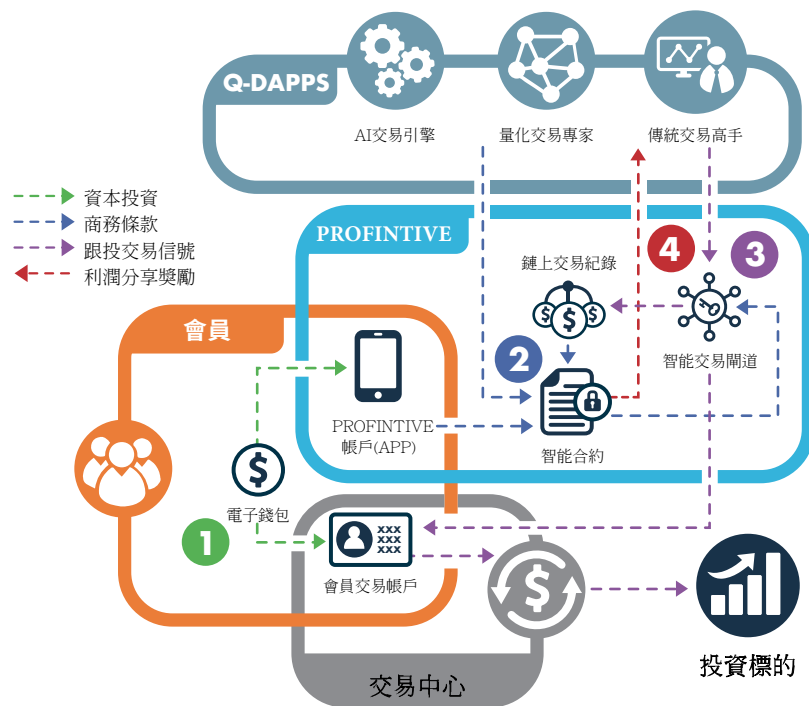 Q-DAPPS
AI交易引擎
量化交易專家
傳統交易高手
資本投資
商務條款
跟投交易信號
利潤分享獎勵
PROFINTIVE
4
3
鏈上交易紀錄
$
$
$
智能交易閘道
會員
2
PROFINTIVE
帳戶(APP)
智能合約
$
電子錢包
1
XXX
XXX
XXX
會員交易帳戶
$
投資標的
交易中心